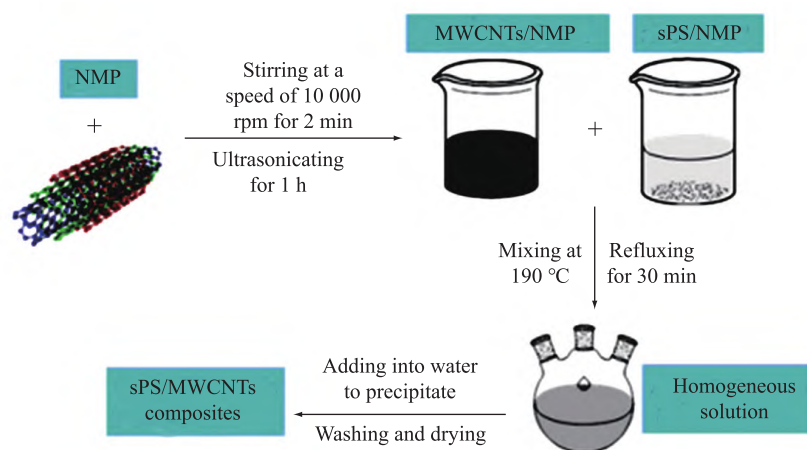 NMP
+
Stirring at a
speed of 10 000
rpm for 2 min
Ultrasonicating
for 1 h
MWCNTs/NMP
+
sPS/NMP
Mixing at
190 °C
Refluxing
for 30 min
Homogeneous
solution
Adding into water
to precipitate
Washing and drying
sPS/MWCNTs
composites